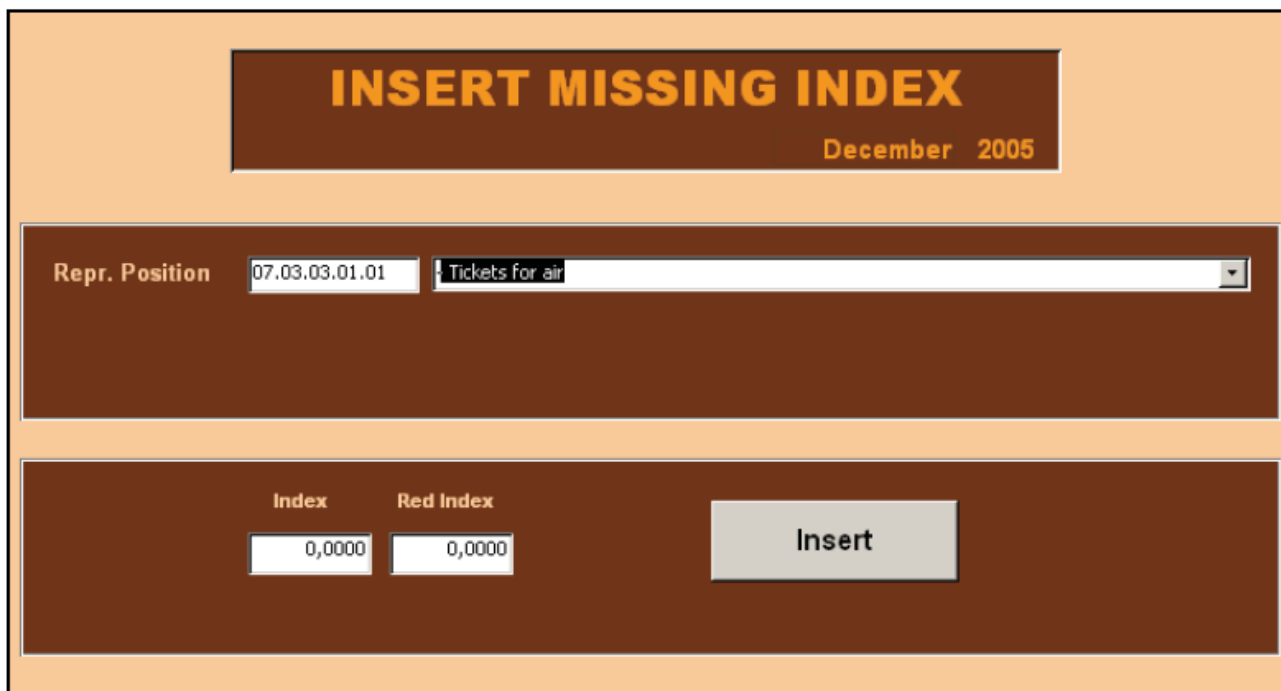 INSERT MISSING INDEX
December 2005
Repr. Position 07.03.03.01.01 - Tickets for air
Index Red Index
0,0000 0,0000
Insert